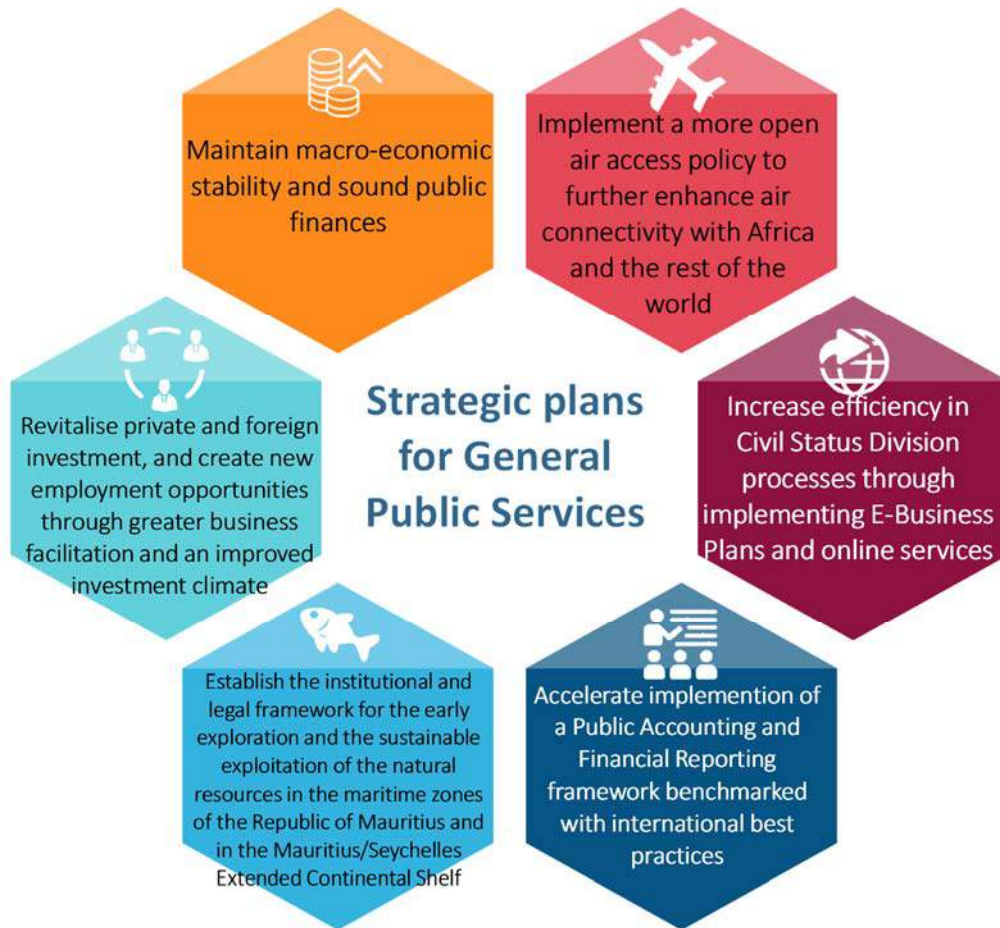 Maintain macro-economic
stability and sound public
finances
Implement a more open
air access policy to
further enhance air
connectivity with Africa
and the rest of the
world
Revitalise private and foreign
investment, and create new
employment opportunities
through greater business
facilitation and an improved
investment climate
Strategic plans
for General
Public Services
Increase efficiency in
Civil Status Division
processes through
implementing E-Business
Plans and online services
Establish the institutional and
legal framework for the early
exploration and the sustainable
exploitation of the natural
resources in the maritime zones
of the Republic of Mauritius and
in the Mauritius/Seychelles
Extended Continental Shelf
Accelerate implemention of
a Public Accounting and
Financial Reporting
framework benchmarked
with international best
practices